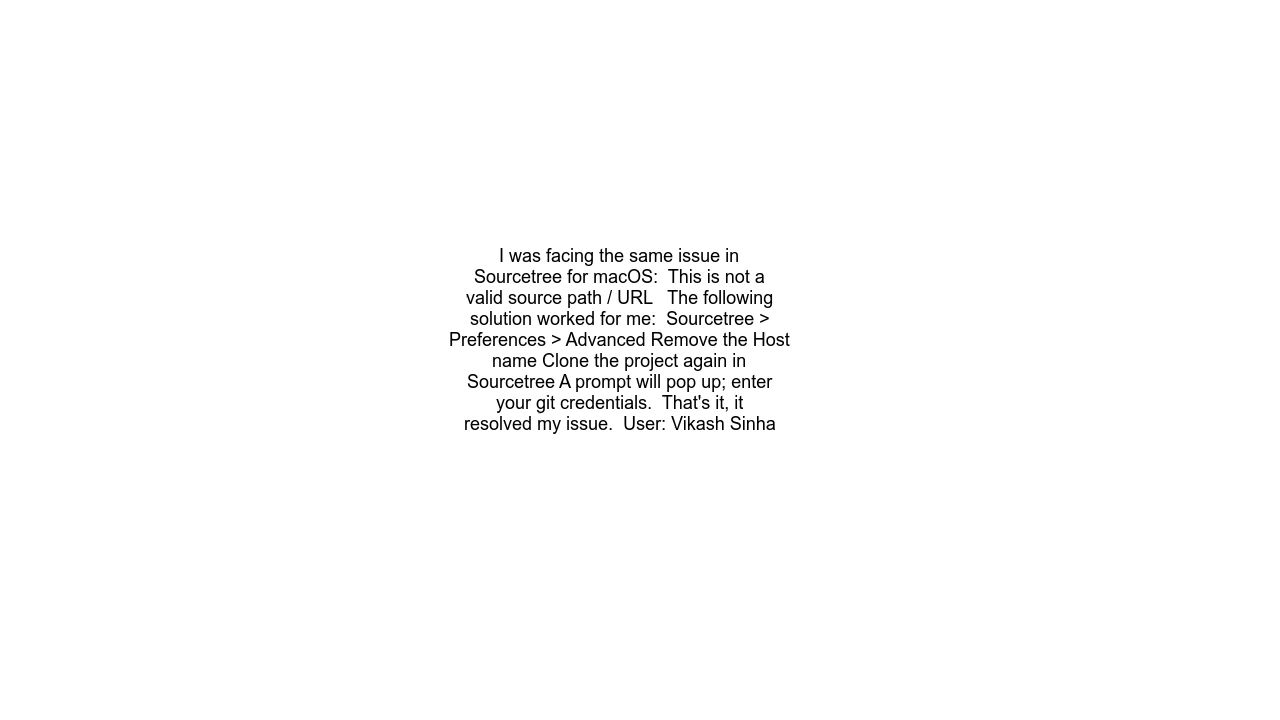 I was facing the same issue in
Sourcetree for macOS:  This is not a
valid source path / URL   The following
solution worked for me:  Sourcetree >
Preferences > Advanced Remove the Host
name Clone the project again in
Sourcetree A prompt will pop up; enter
your git credentials.  That's it, it
resolved my issue.  User: Vikash Sinha